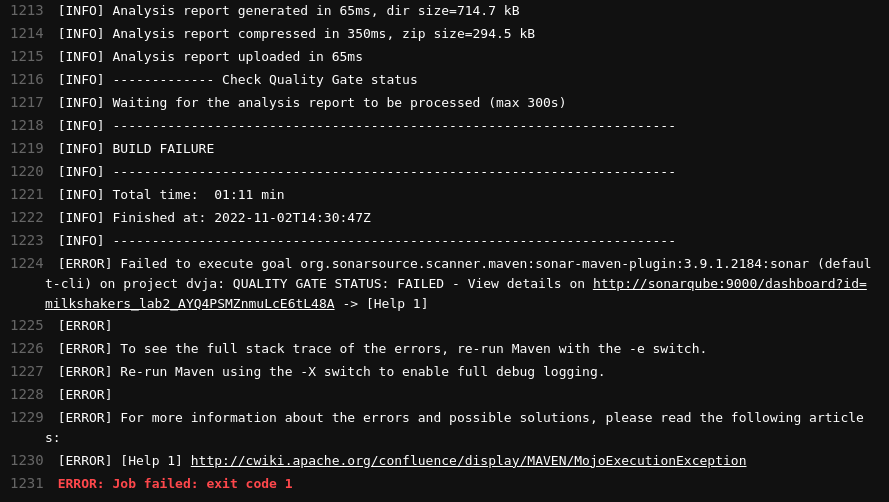 1213 [INFO] Analysis report generated in 65ms, dir size=714.7 kB
1214 [INFO] Analysis report compressed in 350ms, zip size=294.5 kB
1215 [INFO] Analysis report uploaded in 65ms
1216 [INFO] ------------- Check Quality Gate status
1217 [INFO] Waiting for the analysis report to be processed (max 300s)
1218 [INFO] ------------------------------------------------------------------------
1219 [INFO] BUILD FAILURE
1220 [INFO] ------------------------------------------------------------------------
1221 [INFO] Total time:  01:11 min
1222 [INFO] Finished at: 2022-11-02T14:30:47Z
1223 [INFO] ------------------------------------------------------------------------
1224 [ERROR] Failed to execute goal org.sonarsource.scanner.maven:sonar-maven-plugin:3.9.1.2184:sonar (defaul
t-cli) on project dvja: QUALITY GATE STATUS: FAILED - View details on http://sonarqube:9000/dashboard?id=
milkshakers_lab2_AYQ4PSMZnmuLcE6tL48A -> [Help 1]
1225 [ERROR]
1226 [ERROR] To see the full stack trace of the errors, re-run Maven with the -e switch.
1227 [ERROR] Re-run Maven using the -X switch to enable full debug logging.
1228 [ERROR]
1229 [ERROR] For more information about the errors and possible solutions, please read the following article
s:
1230 [ERROR] [Help 1] http://cwiki.apache.org/confluence/display/MAVEN/MojoExecutionException
1231 ERROR: Job failed: exit code 1